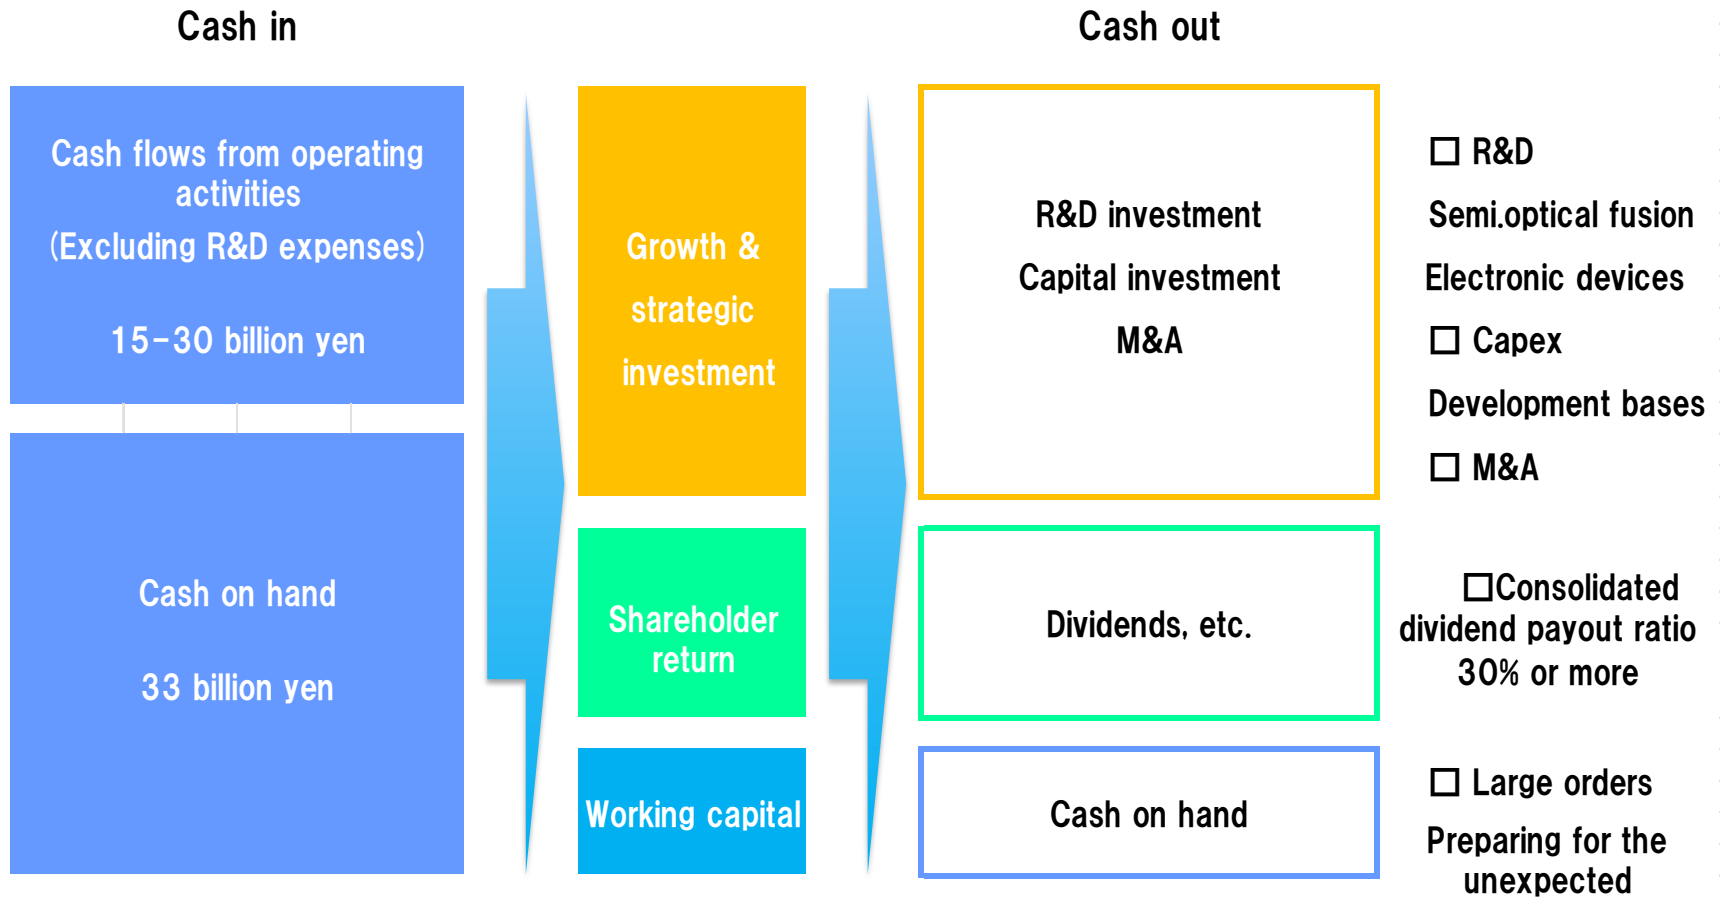 Cash in
Cash out
Cash flows from operating
activities
(Excluding R&D expenses)
15-30 billion yen
Cash on hand
33 billion yen
Growth &
strategic
investment
Shareholder
return
Working capital
R&D investment
Capital investment
M&A
Dividends, etc.
Cash on hand
□ R&D
Semi.optical fusion
Electronic devices
□ Capex
Development bases
□ M&A
□Consolidated
dividend payout ratio
30% or more
□ Large orders
Preparing for the
unexpected